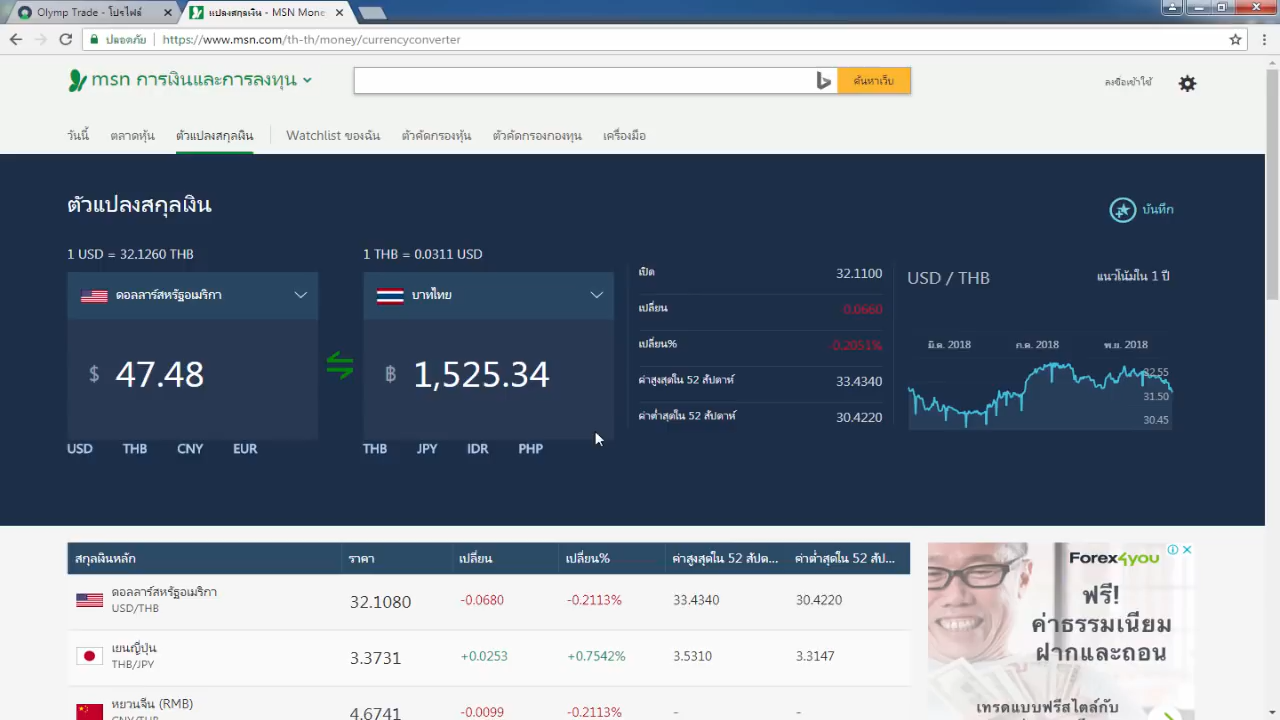 Olymp Trade - โปรไฟล์
แปลงสกุลเงิน - MSN Mone
ปลอดภัย
https://www.msn.com/th-th/money/currencyconverter
msn การเงินและการลงทุน
ค้นหาเว็บ
ลงชื่อเข้าใช้
วันนี้ ตลาดหุ้น ตัวแปลงสกุลเงิน Watchlist ของฉัน ตัวคัดกรองหุ้น ตัวคัดกรองกองทุน เครื่องมือ
ตัวแปลงสกุลเงิน
บันทึก
1 USD = 32.1260 THB
1 THB = 0.0311 USD
ดอลลาร์สหรัฐอเมริกา
บาทไทย
$ 47.48
฿ 1,525.34
USD THB CNY EUR
THB JPY IDR PHP
เปิด 32.1100
เปลี่ยน -0.0660
เปลี่ยน% -0.2051%
ค่าสูงสุดใน 52 สัปดาห์ 33.4340
ค่าต่ำสุดใน 52 สัปดาห์ 30.4220
USD / THB แนวโน้มใน 1 ปี
มี.ค. 2018 ก.ค. 2018 พ.ย. 2018
32.55
31.50
30.45
สกุลเงินหลัก ราคา เปลี่ยน เปลี่ยน% ค่าสูงสุดใน 52 สัปดา... ค่าต่ำสุดใน 52 สัป...
ดอลลาร์สหรัฐอเมริกา
USD/THB
32.1080 -0.0680 -0.2113% 33.4340 30.4220
เยนญี่ปุ่น
THB/JPY
3.3731 +0.0253 +0.7542% 3.5310 3.3147
หยวนจีน (RMB)
CNY/THB
4.6741 -0.0099 -0.2113% - -
Forex4you
ฟรี!
ค่าธรรมเนียม
ฝากและถอน
เทรดแบบฟรีสไตล์กับ